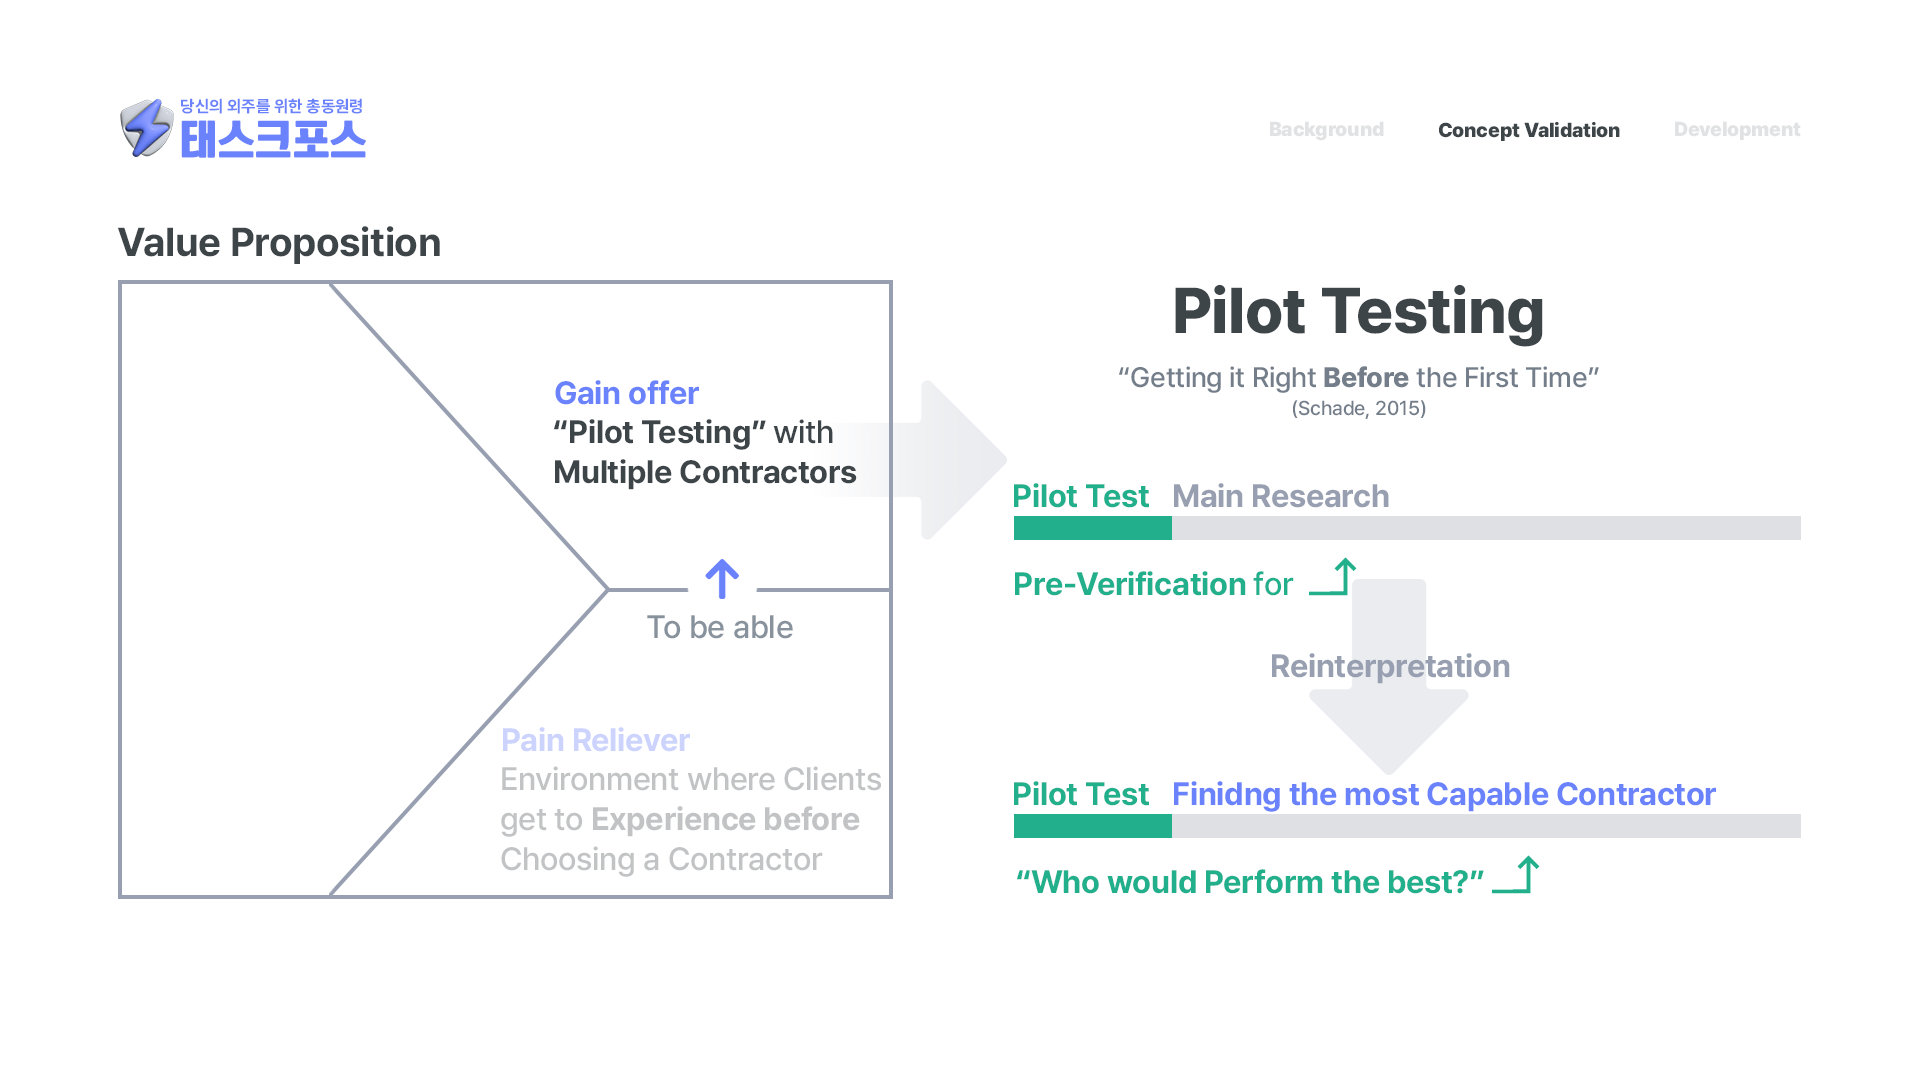 당신의 외주를 위한 총동원령
태스크포스
Background
Concept Validation
Development
Value Proposition
Gain offer
“Pilot Testing” with
Multiple Contractors
To be able
Pain Reliever
Environment where Clients
get to Experience before
Choosing a Contractor
Pilot Testing
“Getting it Right Before the First Time”
(Schade, 2015)
Pilot Test Main Research
Pre-Verification for
Reinterpretation
Pilot Test Finidng the most Capable Contractor
“Who would Perform the best?”